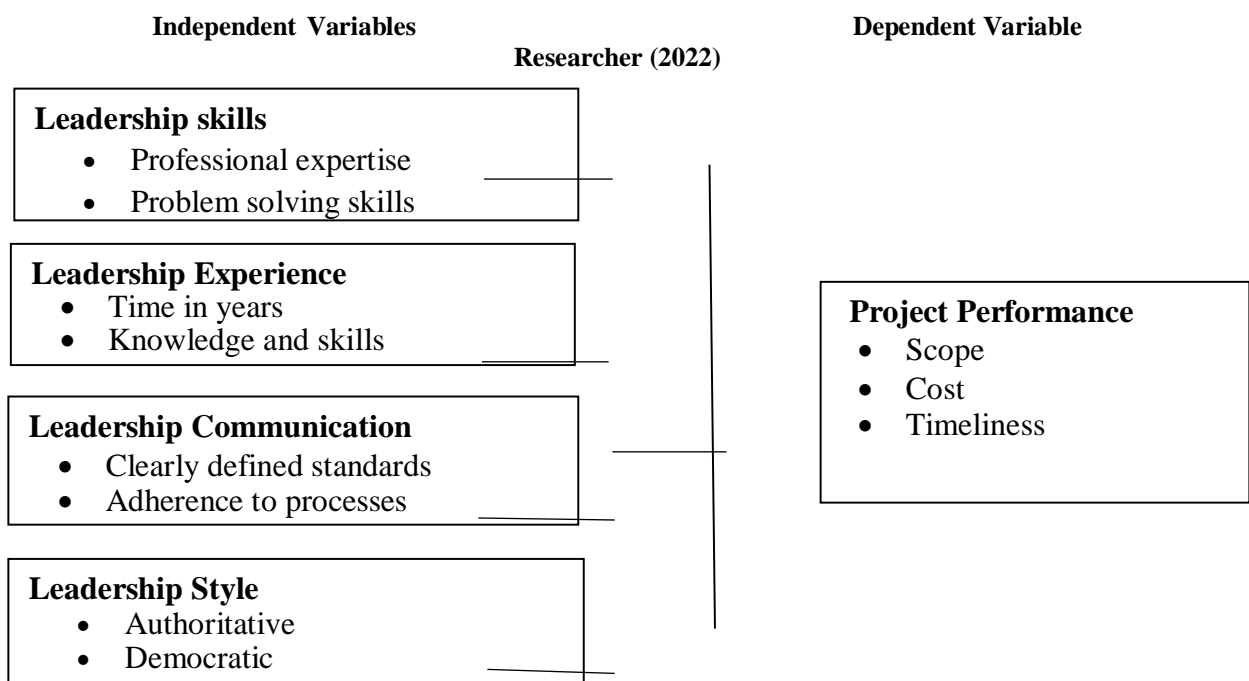 Independent Variables
Dependent Variable
Researcher (2022)
Leadership skills
• Professional expertise
• Problem solving skills
Leadership Experience
• Time in years
• Knowledge and skills
Leadership Communication
• Clearly defined standards
• Adherence to processes
Leadership Style
• Authoritative
• Democratic
Project Performance
• Scope
• Cost
• Timeliness